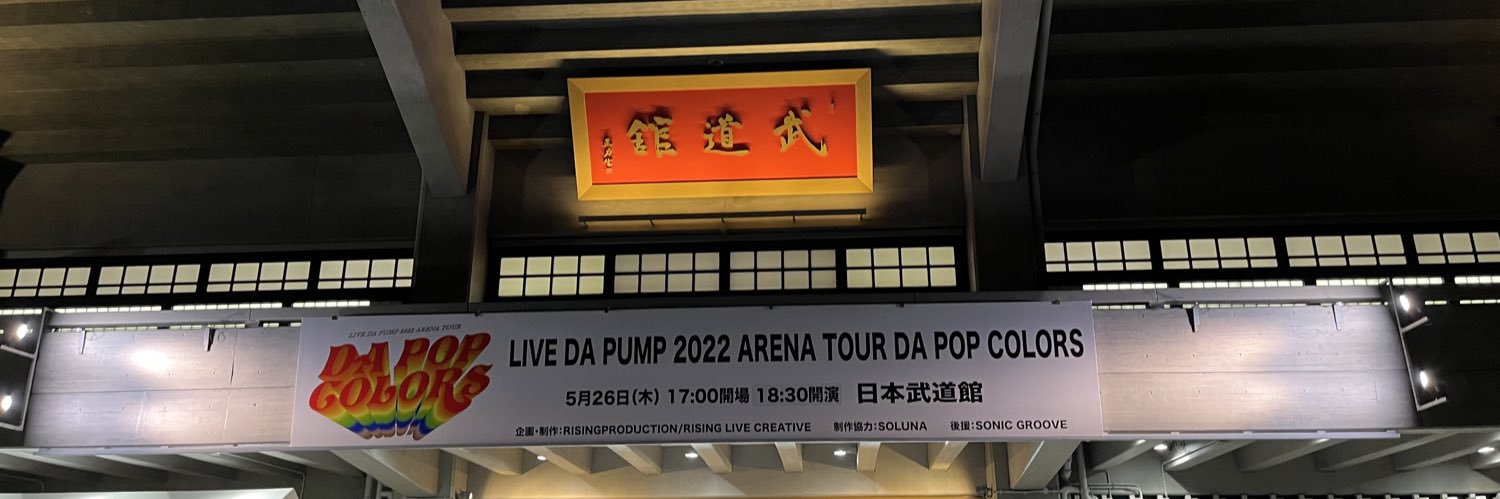 武道館
LIVE DA PUMP 2022 ARENA TOUR
DA POP
COLORS
LIVE DA PUMP 2022 ARENA TOUR DA POP COLORS
5月26日(木) 17:00開場 18:30開演 日本武道館
企画・制作:RISINGPRODUCTION/RISING LIVE CREATIVE 制作協力:SOLUNA 後援:SONIC GROOVE